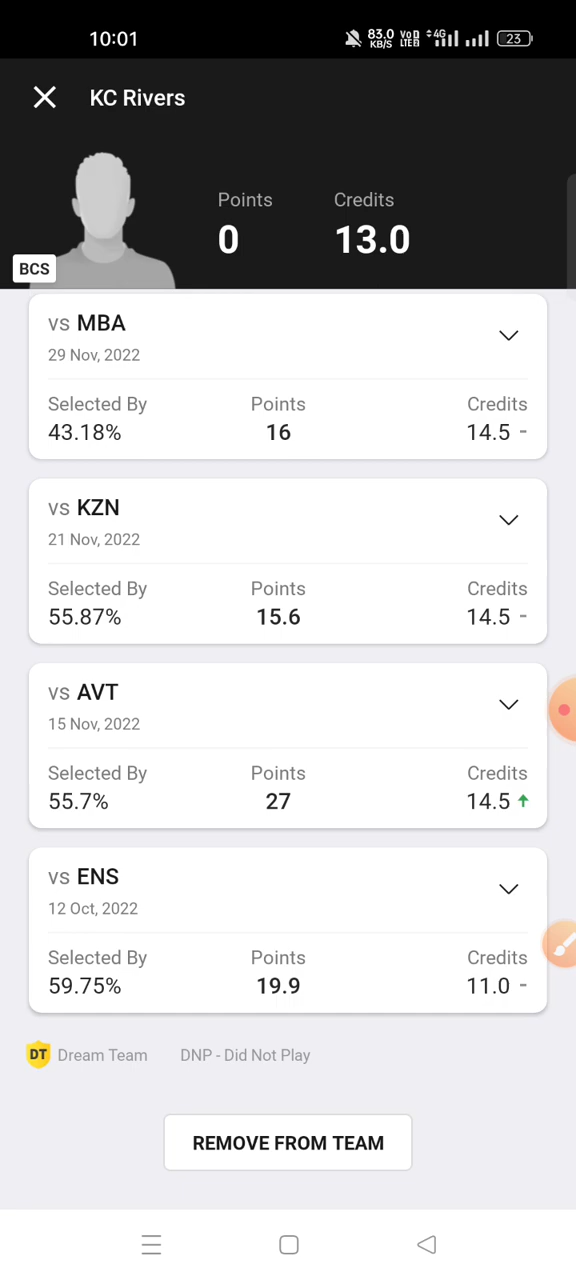 10:01
83.0 KB/S VoD LTE2 4G 23
KC Rivers
Points
Credits
0
13.0
BCS
vs MBA
29 Nov, 2022
Selected By
Points
Credits
43.18%
16
14.5 -
vs KZN
21 Nov, 2022
Selected By
Points
Credits
55.87%
15.6
14.5 -
vs AVT
15 Nov, 2022
Selected By
Points
Credits
55.7%
27
14.5
vs ENS
12 Oct, 2022
Selected By
Points
Credits
59.75%
19.9
11.0 -
DT Dream Team
DNP - Did Not Play
REMOVE FROM TEAM